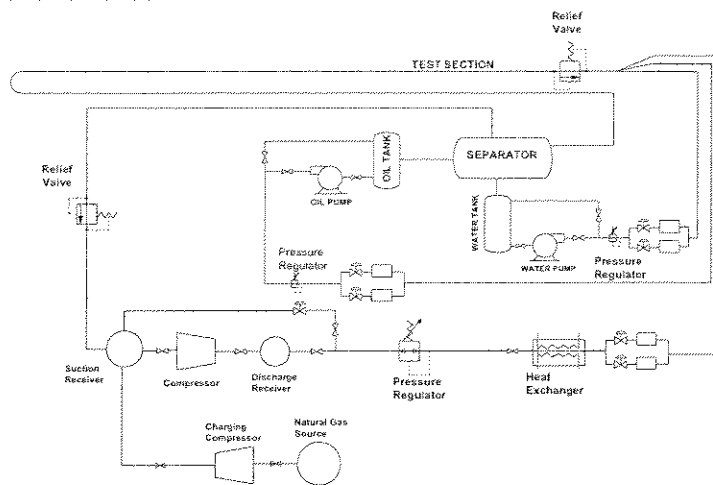 Relief
Valve
TEST SECTION
SEPARATOR
OIL TANK
OIL PUMP
Relief
Valve
WATER TANK
WATER PUMP
Pressure
Regulator
Pressure
Regulator
Suction
Receiver
Compressor
Discharge
Receiver
Pressure
Regulator
Heat
Exchanger
Charging
Compressor
Natural Gas
Source